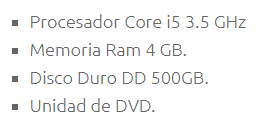 ▪ Procesador Core i5 3.5 GHz
▪ Memoria Ram 4 GB.
▪ Disco Duro DD 500GB.
▪ Unidad de DVD.